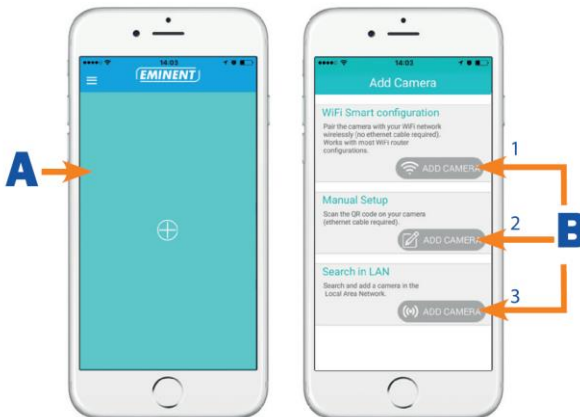 14:03
EMINENT
A
14:03
Add Camera
WiFi Smart configuration
Pair the camera with your WiFi network
wirelessly (no ethernet cable required).
Works with most WiFi router
configurations.
1
ADD CAMERA
Manual Setup
Scan the QR code on your camera
(ethernet cable required).
2
ADD CAMERA
B
Search in LAN
Search and add a camera in the
Local Area Network.
3
ADD CAMERA